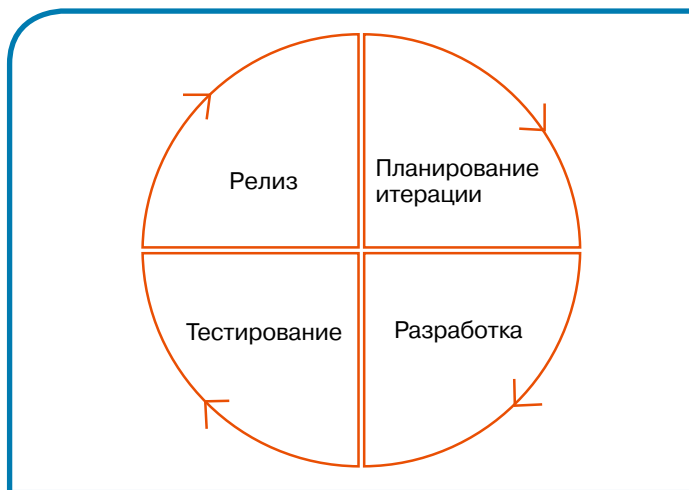 Релиз
Планирование
итерации
Тестирование
Разработка